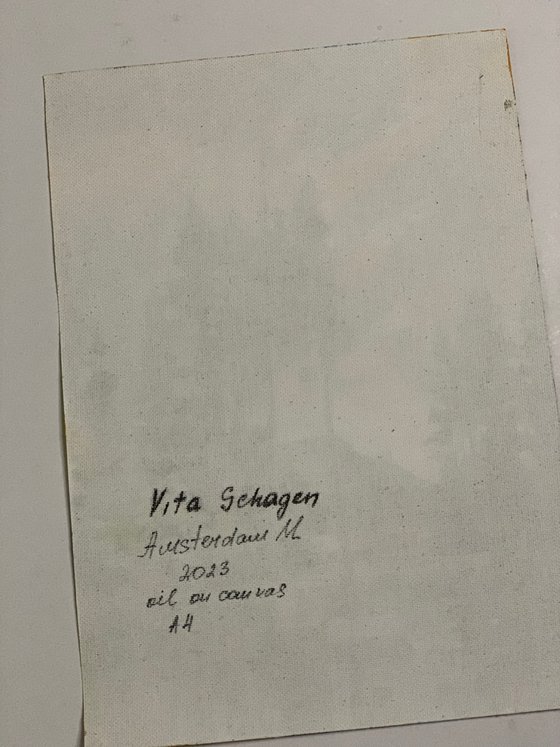 Vita Schagen
Amsterdam M
2023
oil on canvas
A4